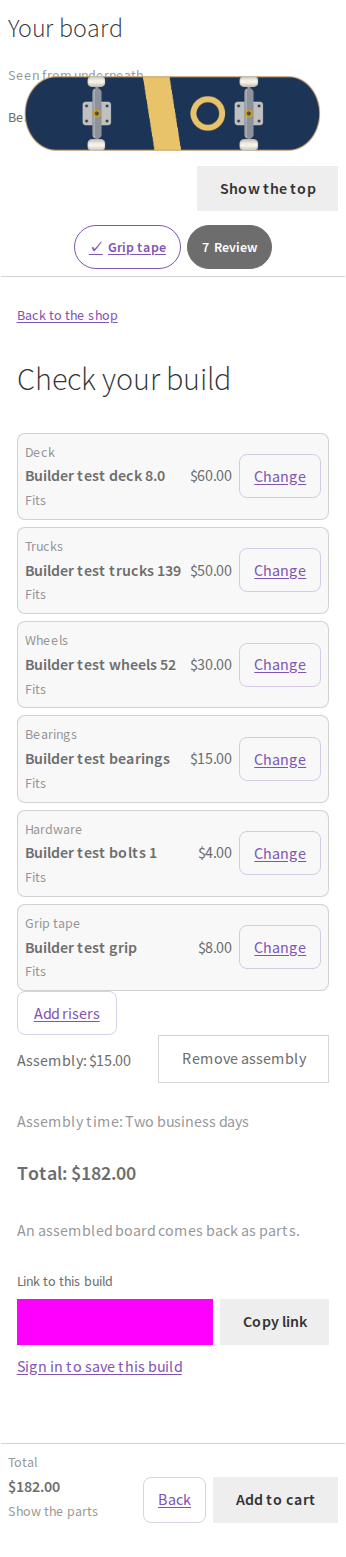 Your board
Seen from underneath
Show the top
✓ Grip tape
7 Review
Back to the shop
Check your build
Deck
Builder test deck 8.0 $60.00 Change
Fits
Trucks
Builder test trucks 139 $50.00 Change
Fits
Wheels
Builder test wheels 52 $30.00 Change
Fits
Bearings
Builder test bearings $15.00 Change
Fits
Hardware
Builder test bolts 1 $4.00 Change
Fits
Grip tape
Builder test grip $8.00 Change
Fits
Add risers
Assembly: $15.00 Remove assembly
Assembly time: Two business days
Total: $182.00
An assembled board comes back as parts.
Link to this build
Copy link
Sign in to save this build
Total
$182.00
Show the parts
Back
Add to cart